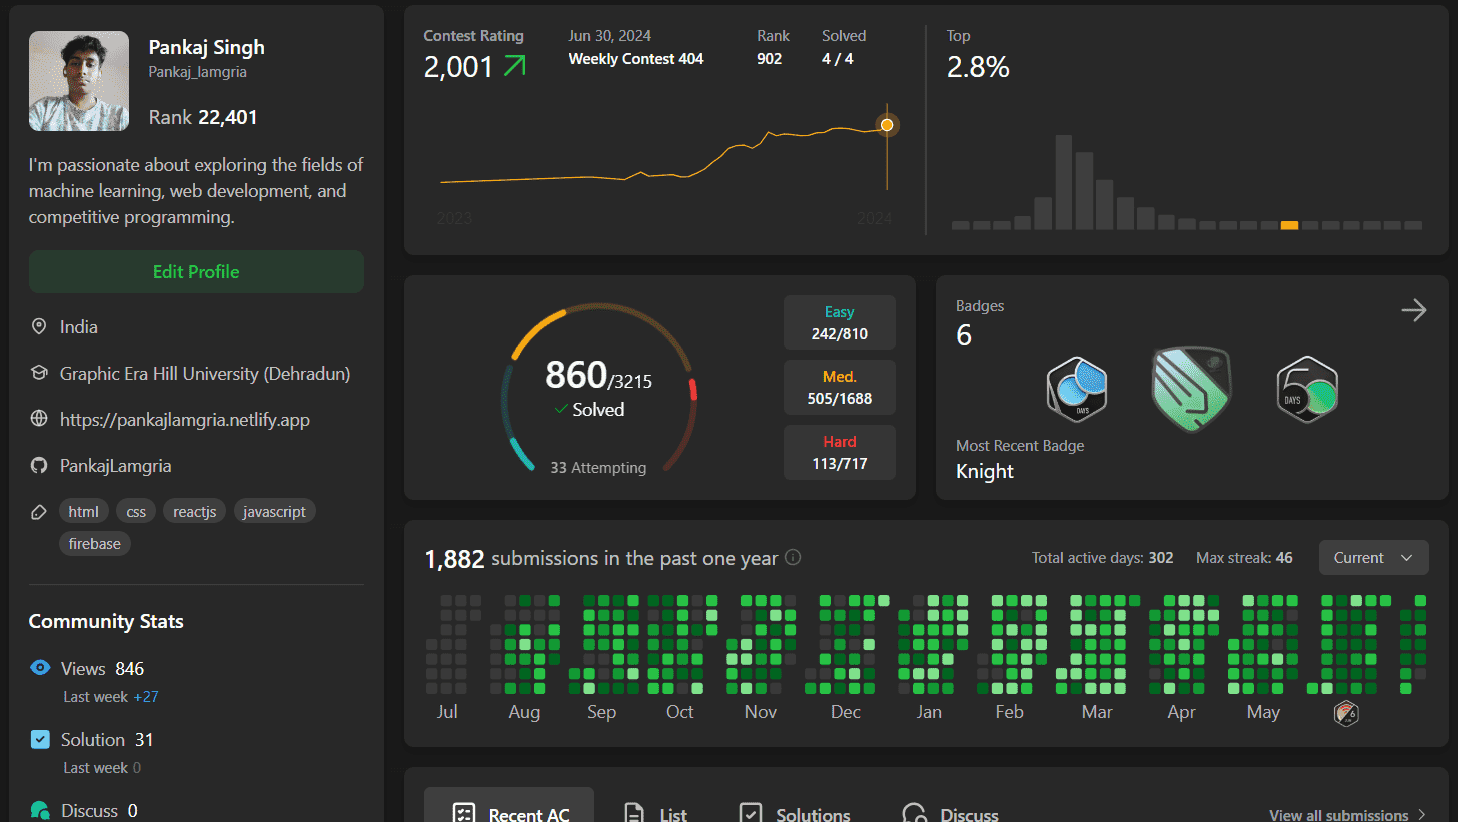 Pankaj Singh
Pankaj_lamgria
Rank 22,401
I'm passionate about exploring the fields of
machine learning, web development, and
competitive programming.
Edit Profile
India
Graphic Era Hill University (Dehradun)
https://pankajlamgria.netlify.app
PankajLamgria
html css reactjs javascript
firebase
Community Stats
Views 846
Last week +27
Solution 31
Last week 0
Discuss 0
Contest Rating
2,001
Jun 30, 2024
Weekly Contest 404
Rank
902
Solved
4 / 4
2023 2024
Top
2.8%
860/3215
Solved
33 Attempting
Easy
242/810
Med.
505/1688
Hard
113/717
Badges
6
DAYS
50
DAYS
Most Recent Badge
Knight
1,882 submissions in the past one year
Total active days: 302 Max streak: 46 Current
Jul Aug Sep Oct Nov Dec Jan Feb Mar Apr May
6
Recent AC List Solutions Discuss View all submissions